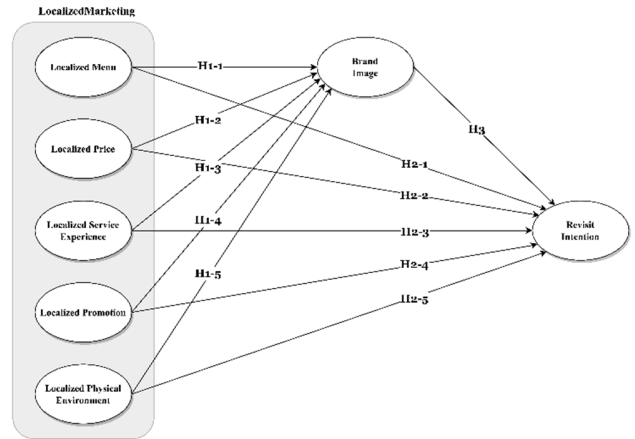 LocalizedMarketing
Localized Menu
H1-1
Brand
Image
H1-2
H3
Localized Price
H1-3
H2-1
H2-2
Localized Service
Experience
H1-4
H2-3
Revisit
Intention
H1-5
H2-4
H2-5
Localized Promotion
Localized Physical
Environment